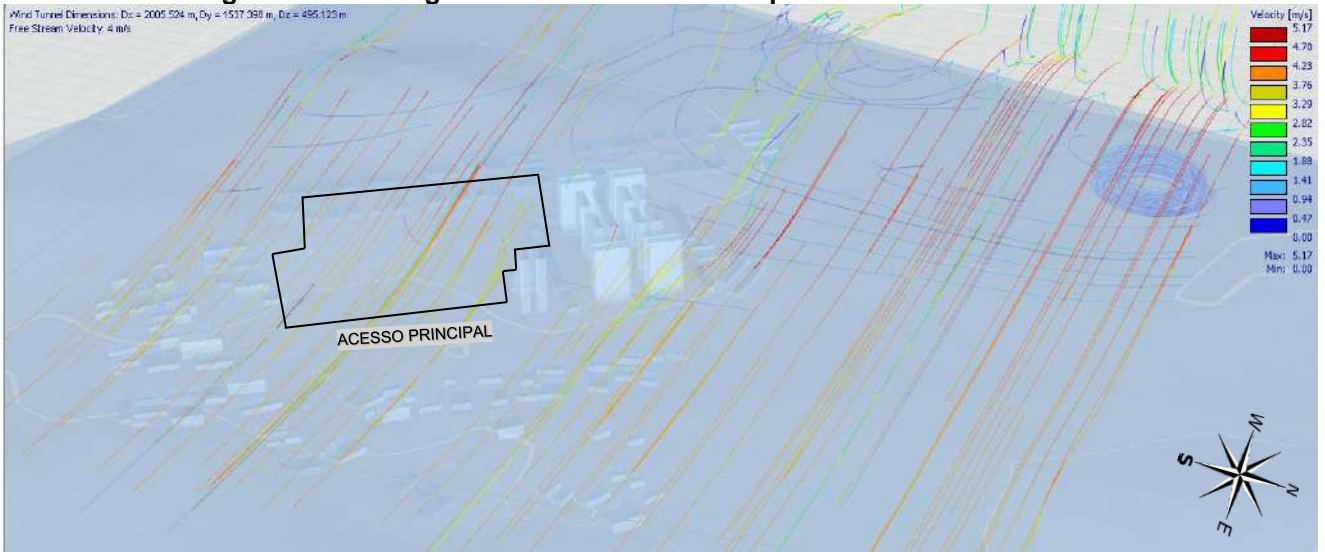 Wind Tunnel Dimensions: Dx = 2005.524 m, Dy = 1537.398 m, Dz = 495.123 m
Free Stream Velocity: 4 m/s
Velocity [m/s]
5.17
4.70
4.23
3.76
3.29
2.82
2.35
1.88
1.41
0.94
0.47
0.00
Max: 5.17
Min: 0.00
ACESSO PRINCIPAL
W
S
N
E